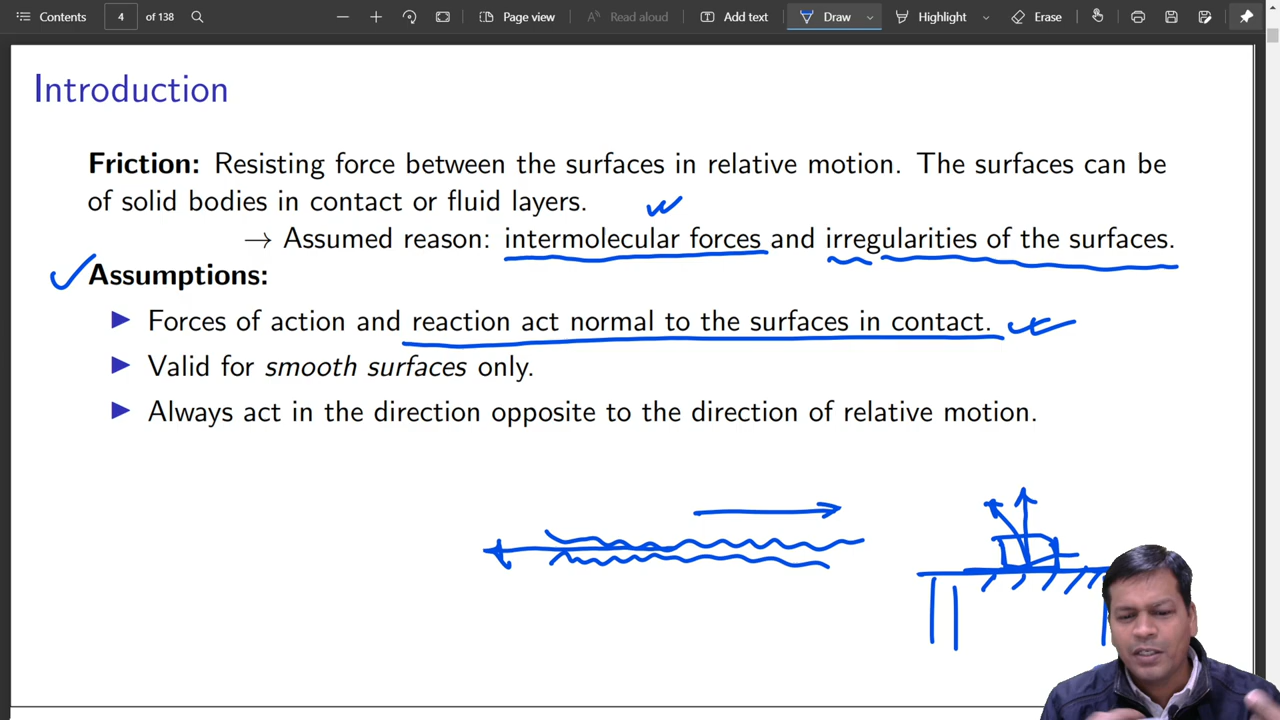 Contents 4 of 138 Page view Read aloud Add text Draw Highlight Erase
Introduction
Friction: Resisting force between the surfaces in relative motion. The surfaces can be
of solid bodies in contact or fluid layers.
→ Assumed reason: intermolecular forces and irregularities of the surfaces.
Assumptions:
▶ Forces of action and reaction act normal to the surfaces in contact.
▶ Valid for smooth surfaces only.
▶ Always act in the direction opposite to the direction of relative motion.